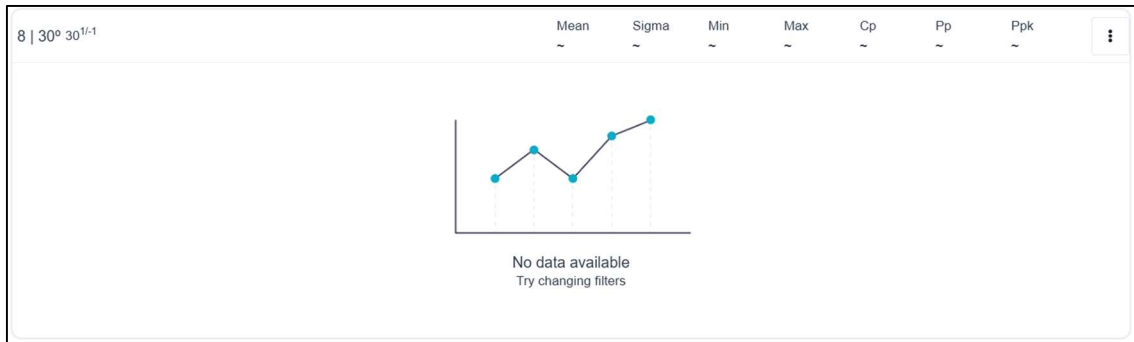 8 | 30º 30^1/-1
Mean Sigma Min Max Cp Pp Ppk
~ ~ ~ ~ ~ ~ ~
No data available
Try changing filters